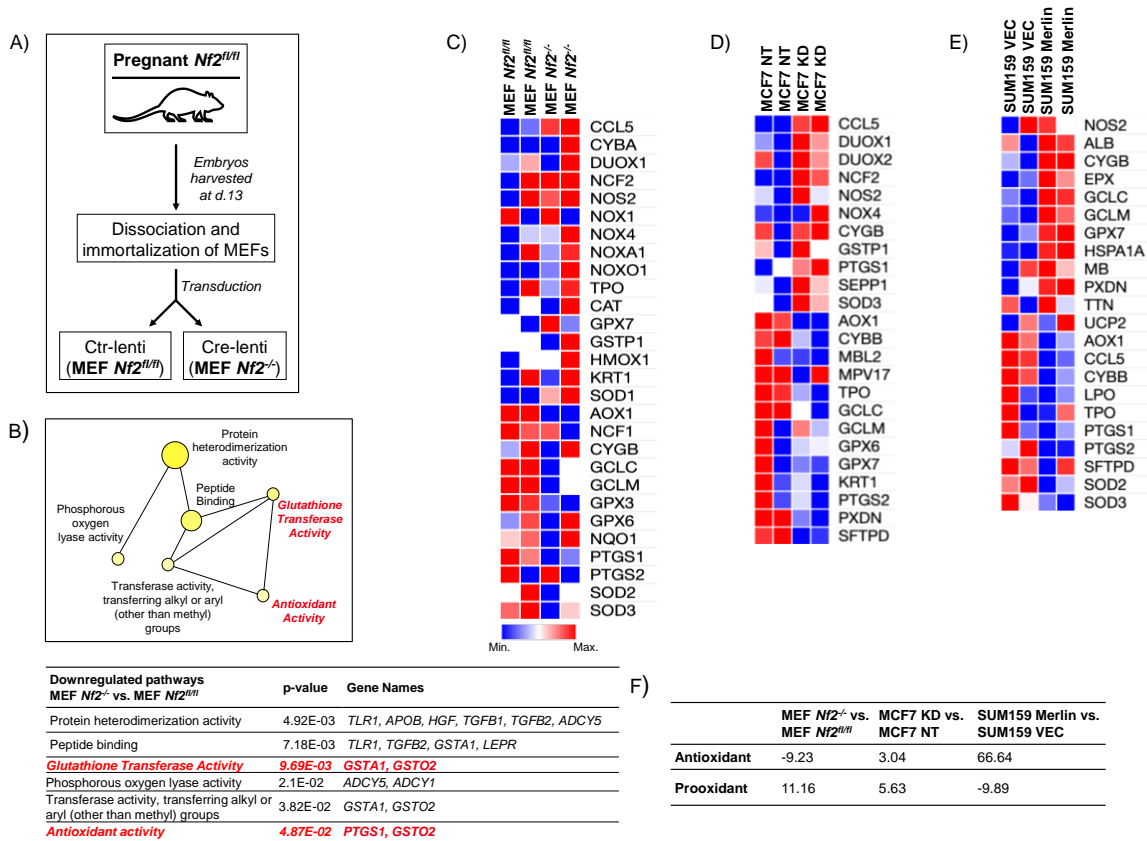 A)
Pregnant Nf2fl/fl
Embryos
harvested
at d.13
Dissociation and
immortalization of MEFs
Transduction
Ctr-lenti
(MEF Nf2fl/fl)
Cre-lenti
(MEF Nf2-/-)
B)
Protein
heterodimerization
activity
Peptide
Binding
Glutathione
Transferase
Activity
Phosphorous
oxygen
lyase activity
Transferase activity,
transferring alkyl or aryl
(other than methyl)
groups
Antioxidant
Activity
Downregulated pathways
MEF Nf2-/- vs. MEF Nf2fl/fl
p-value
Gene Names
Protein heterodimerization activity 4.92E-03 TLR1, APOB, HGF, TGFB1, TGFB2, ADCY5
Peptide binding 7.18E-03 TLR1, TGFB2, GSTA1, LEPR
Glutathione Transferase Activity 9.69E-03 GSTA1, GSTO2
Phosphorous oxygen lyase activity 2.1E-02 ADCY5, ADCY1
Transferase activity, transferring alkyl or
aryl (other than methyl) groups
3.82E-02 GSTA1, GSTO2
Antioxidant activity 4.87E-02 PTGS1, GSTO2
C)
MEF Nf2fl/fl
MEF Nf2fl/fl
MEF Nf2-/-
MEF Nf2-/-
CCL5
CYBA
DUOX1
NCF2
NOS2
NOX1
NOX4
NOXA1
NOXO1
TPO
CAT
GPX7
GSTP1
HMOX1
KRT1
SOD1
AOX1
NCF1
CYGB
GCLC
GCLM
GPX3
GPX6
NQO1
PTGS1
PTGS2
SOD2
SOD3
Min.
Max.
D)
MCF7 NT
MCF7 NT
MCF7 KD
MCF7 KD
CCL5
DUOX1
DUOX2
NCF2
NOS2
NOX4
CYGB
GSTP1
PTGS1
SEPP1
SOD3
AOX1
CYBB
MBL2
MPV17
TPO
GCLC
GCLM
GPX6
GPX7
KRT1
PTGS2
PXDN
SFTPD
E)
SUM159 VEC
SUM159 VEC
SUM159 Merlin
SUM159 Merlin
NOS2
ALB
CYGB
EPX
GCLC
GCLM
GPX7
HSPA1A
MB
PXDN
TTN
UCP2
AOX1
CCL5
CYBB
LPO
TPO
PTGS1
PTGS2
SFTPD
SOD2
SOD3
F)
MEF Nf2-/- vs.
MEF Nf2fl/fl
MCF7 KD vs.
MCF7 NT
SUM159 Merlin vs.
SUM159 VEC
Antioxidant -9.23 3.04 66.64
Prooxidant 11.16 5.63 -9.89